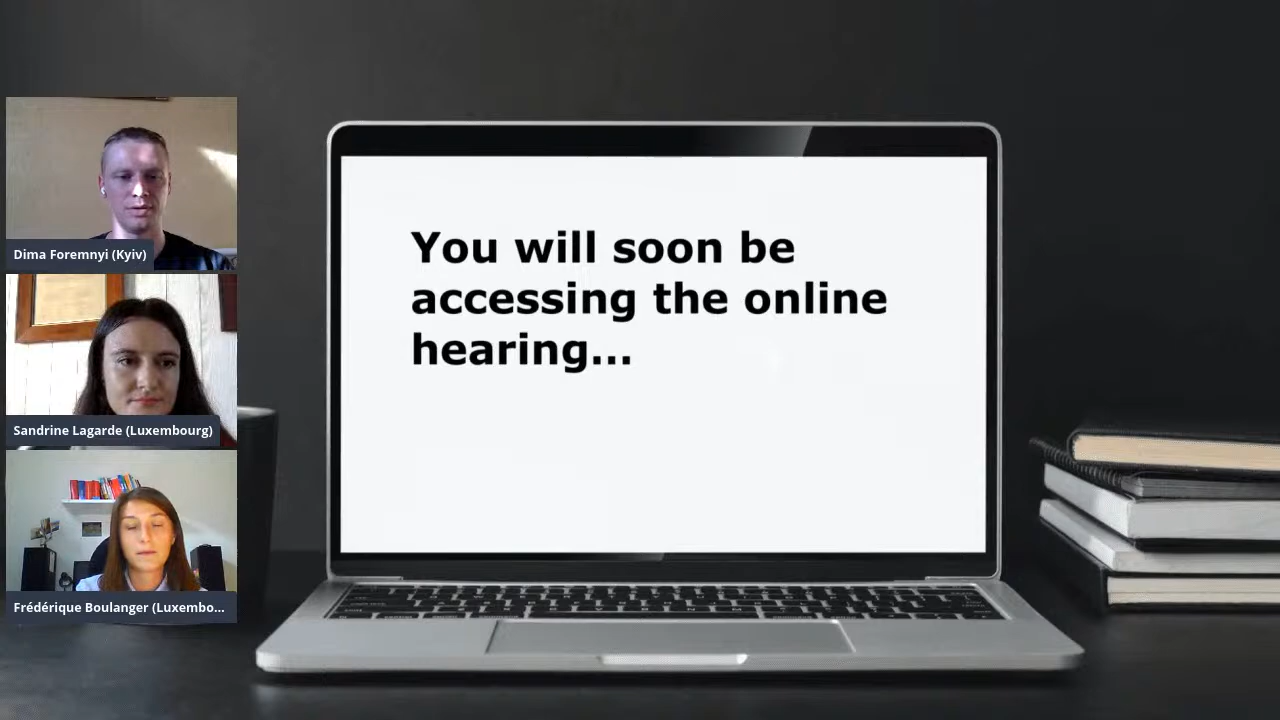 Dima Foremnyi (Kyiv)
Sandrine Lagarde (Luxembourg)
Frédérique Boulanger (Luxembo...
You will soon be
accessing the online
hearing...